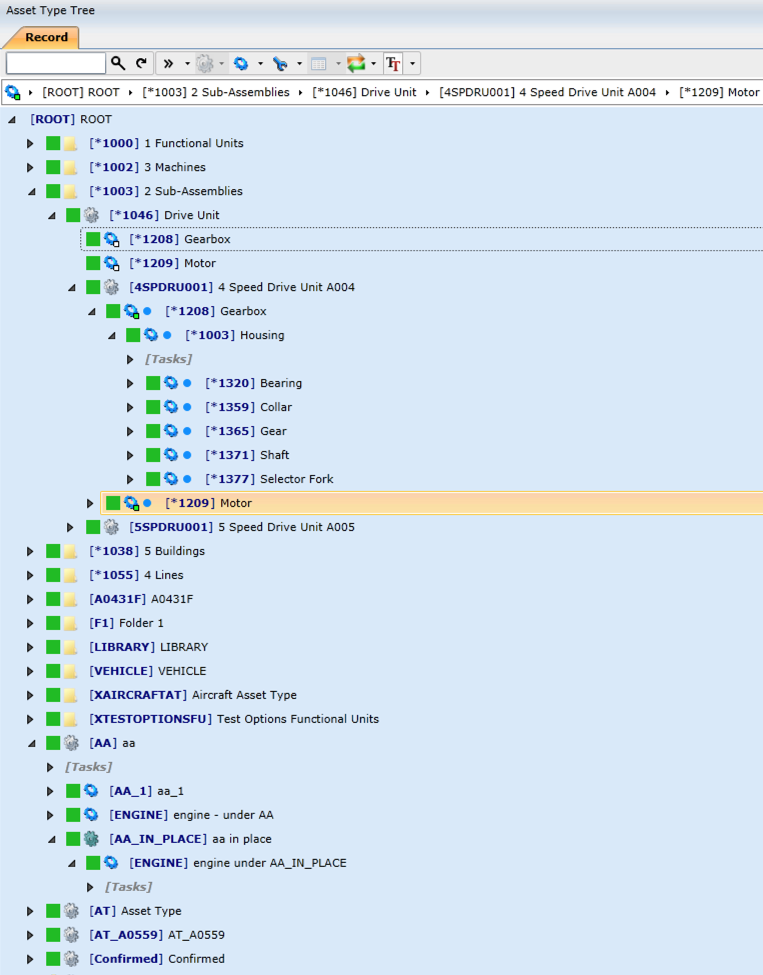 Asset Type Tree
Record
[ROOT] ROOT [*1003] 2 Sub-Assemblies [*1046] Drive Unit [4SPDRU001] 4 Speed Drive Unit A004 [*1209] Motor
[ROOT] ROOT
[*1000] 1 Functional Units
[*1002] 3 Machines
[*1003] 2 Sub-Assemblies
[*1046] Drive Unit
[*1208] Gearbox
[*1209] Motor
[4SPDRU001] 4 Speed Drive Unit A004
[*1208] Gearbox
[*1003] Housing
[Tasks]
[*1320] Bearing
[*1359] Collar
[*1365] Gear
[*1371] Shaft
[*1377] Selector Fork
[*1209] Motor
[5SPDRU001] 5 Speed Drive Unit A005
[*1038] 5 Buildings
[*1055] 4 Lines
[A0431F] A0431F
[F1] Folder 1
[LIBRARY] LIBRARY
[VEHICLE] VEHICLE
[XAIRCRAFTAT] Aircraft Asset Type
[XTESTOPTIONSFU] Test Options Functional Units
[AA] aa
[Tasks]
[AA_1] aa_1
[ENGINE] engine - under AA
[AA_IN_PLACE] aa in place
[ENGINE] engine under AA_IN_PLACE
[Tasks]
[AT] Asset Type
[AT_A0559] AT_A0559
[Confirmed] Confirmed